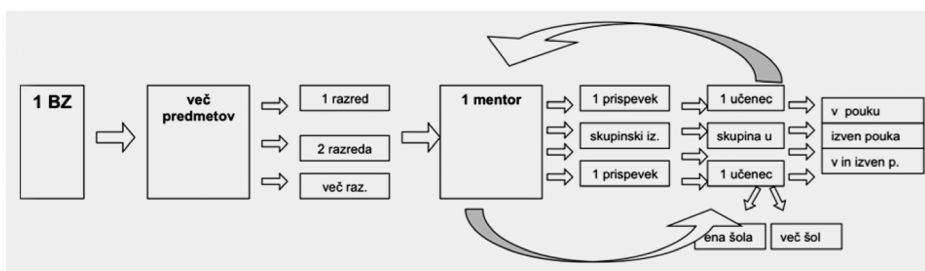 1 BZ
več
predmetov
1 razred
2 razreda
več raz.
1 mentor
1 prispevek
skupinski iz.
1 prispevek
1 učenec
skupina u
1 učenec
v pouku
izven pouka
v in izven p.
ena šola
več šol